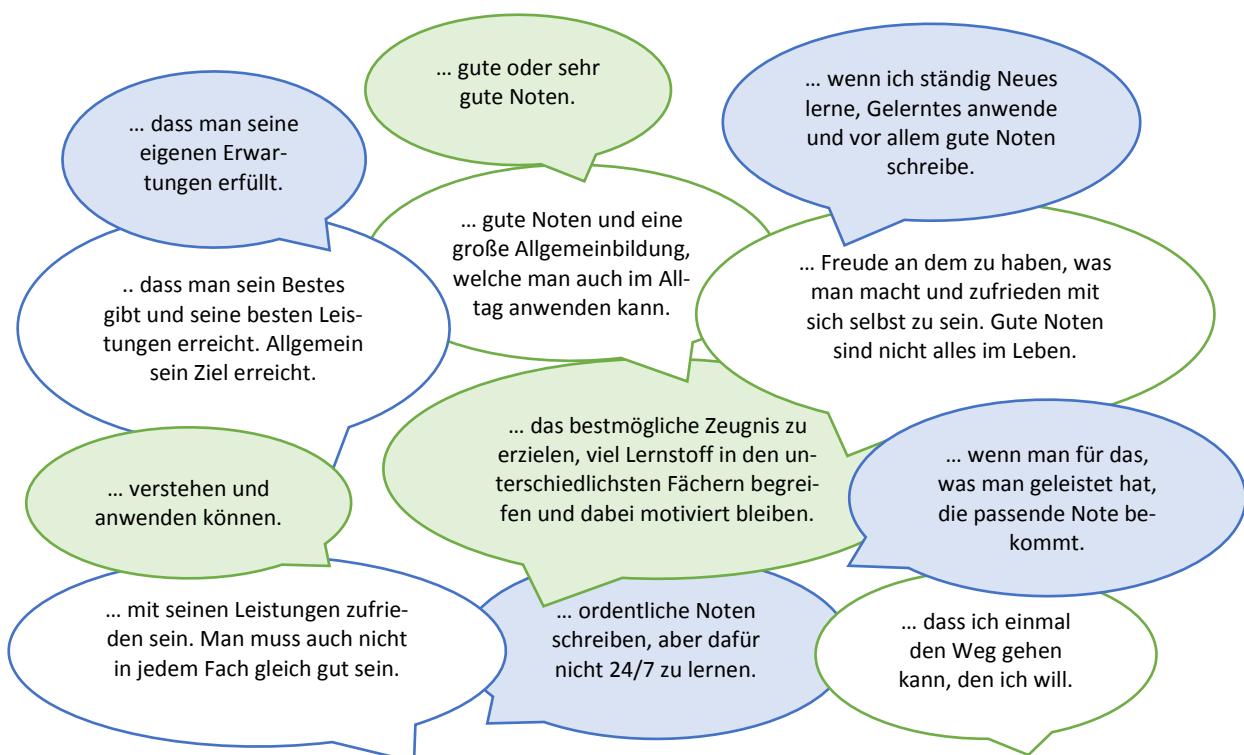 ... gute oder sehr
gute Noten.
... wenn ich ständig Neues
lerne, Gelerntes anwende
und vor allem gute Noten
schreibe.
... dass man seine
eigenen Erwar-
tungen erfüllt.
... gute Noten und eine
große Allgemeinbildung,
welche man auch im All-
tag anwenden kann.
... Freude an dem zu haben, was
man macht und zufrieden mit
sich selbst zu sein. Gute Noten
sind nicht alles im Leben.
.. dass man sein Bestes
gibt und seine besten Leis-
tungen erreicht. Allgemein
sein Ziel erreicht.
... das bestmögliche Zeugnis zu
erzielen, viel Lernstoff in den un-
terschiedlichsten Fächern begrei-
fen und dabei motiviert bleiben.
... wenn man für das,
was man geleistet hat,
die passende Note be-
kommt.
... verstehen und
anwenden können.
... mit seinen Leistungen zufrie-
den sein. Man muss auch nicht
in jedem Fach gleich gut sein.
... ordentliche Noten
schreiben, aber dafür
nicht 24/7 zu lernen.
... dass ich einmal
den Weg gehen
kann, den ich will.